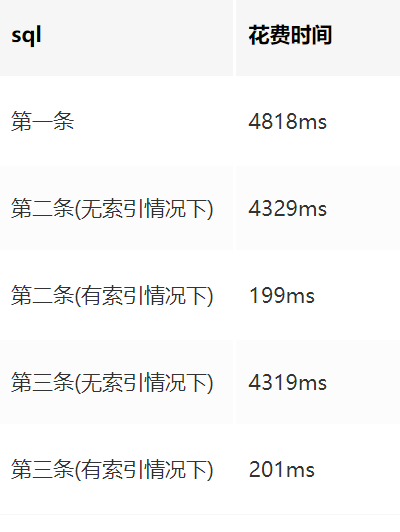 sql 花费时间
第一条 4818ms
第二条(无索引情况下) 4329ms
第二条(有索引情况下) 199ms
第三条(无索引情况下) 4319ms
第三条(有索引情况下) 201ms